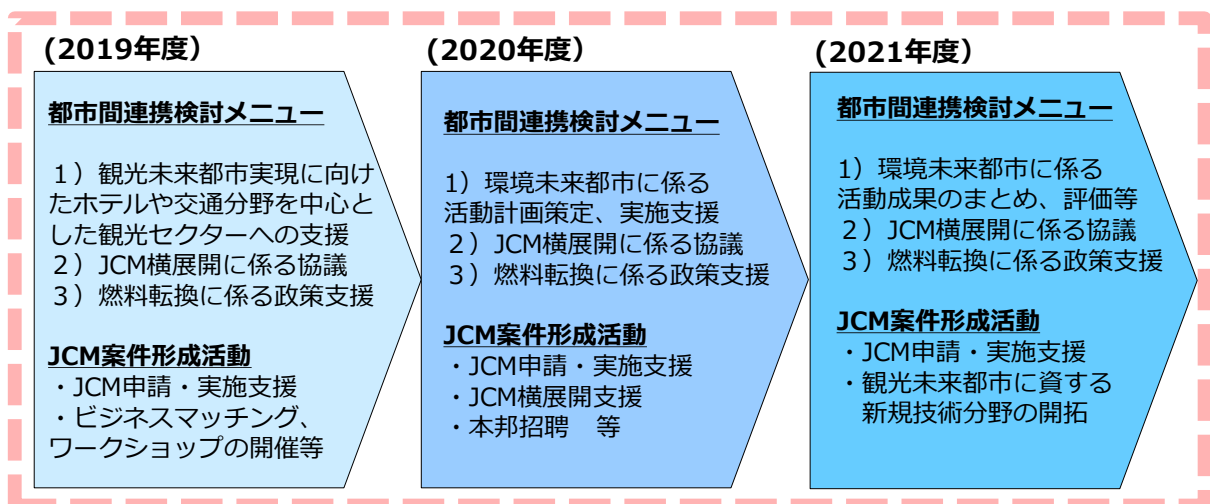 (2019年度）
都市間連携検討メニュー
１）観光未来都市実現に向け
たホテルや交通分野を中心と
した観光セクターへの支援
２）JCM横展開に係る協議
３）燃料転換に係る政策支援
JCM案件形成活動
・JCM申請・実施支援
・ビジネスマッチング、
ワークショップの開催等
(2020年度）
都市間連携検討メニュー
1）環境未来都市に係る
活動計画策定、実施支援
２）JCM横展開に係る協議
３）燃料転換に係る政策支援
JCM案件形成活動
・JCM申請・実施支援
・JCM横展開支援
・本邦招聘　等
(2021年度）
都市間連携検討メニュー
1）環境未来都市に係る
活動成果のまとめ、評価等
２）JCM横展開に係る協議
３）燃料転換に係る政策支援
JCM案件形成活動
・JCM申請・実施支援
・観光未来都市に資する
新規技術分野の開拓